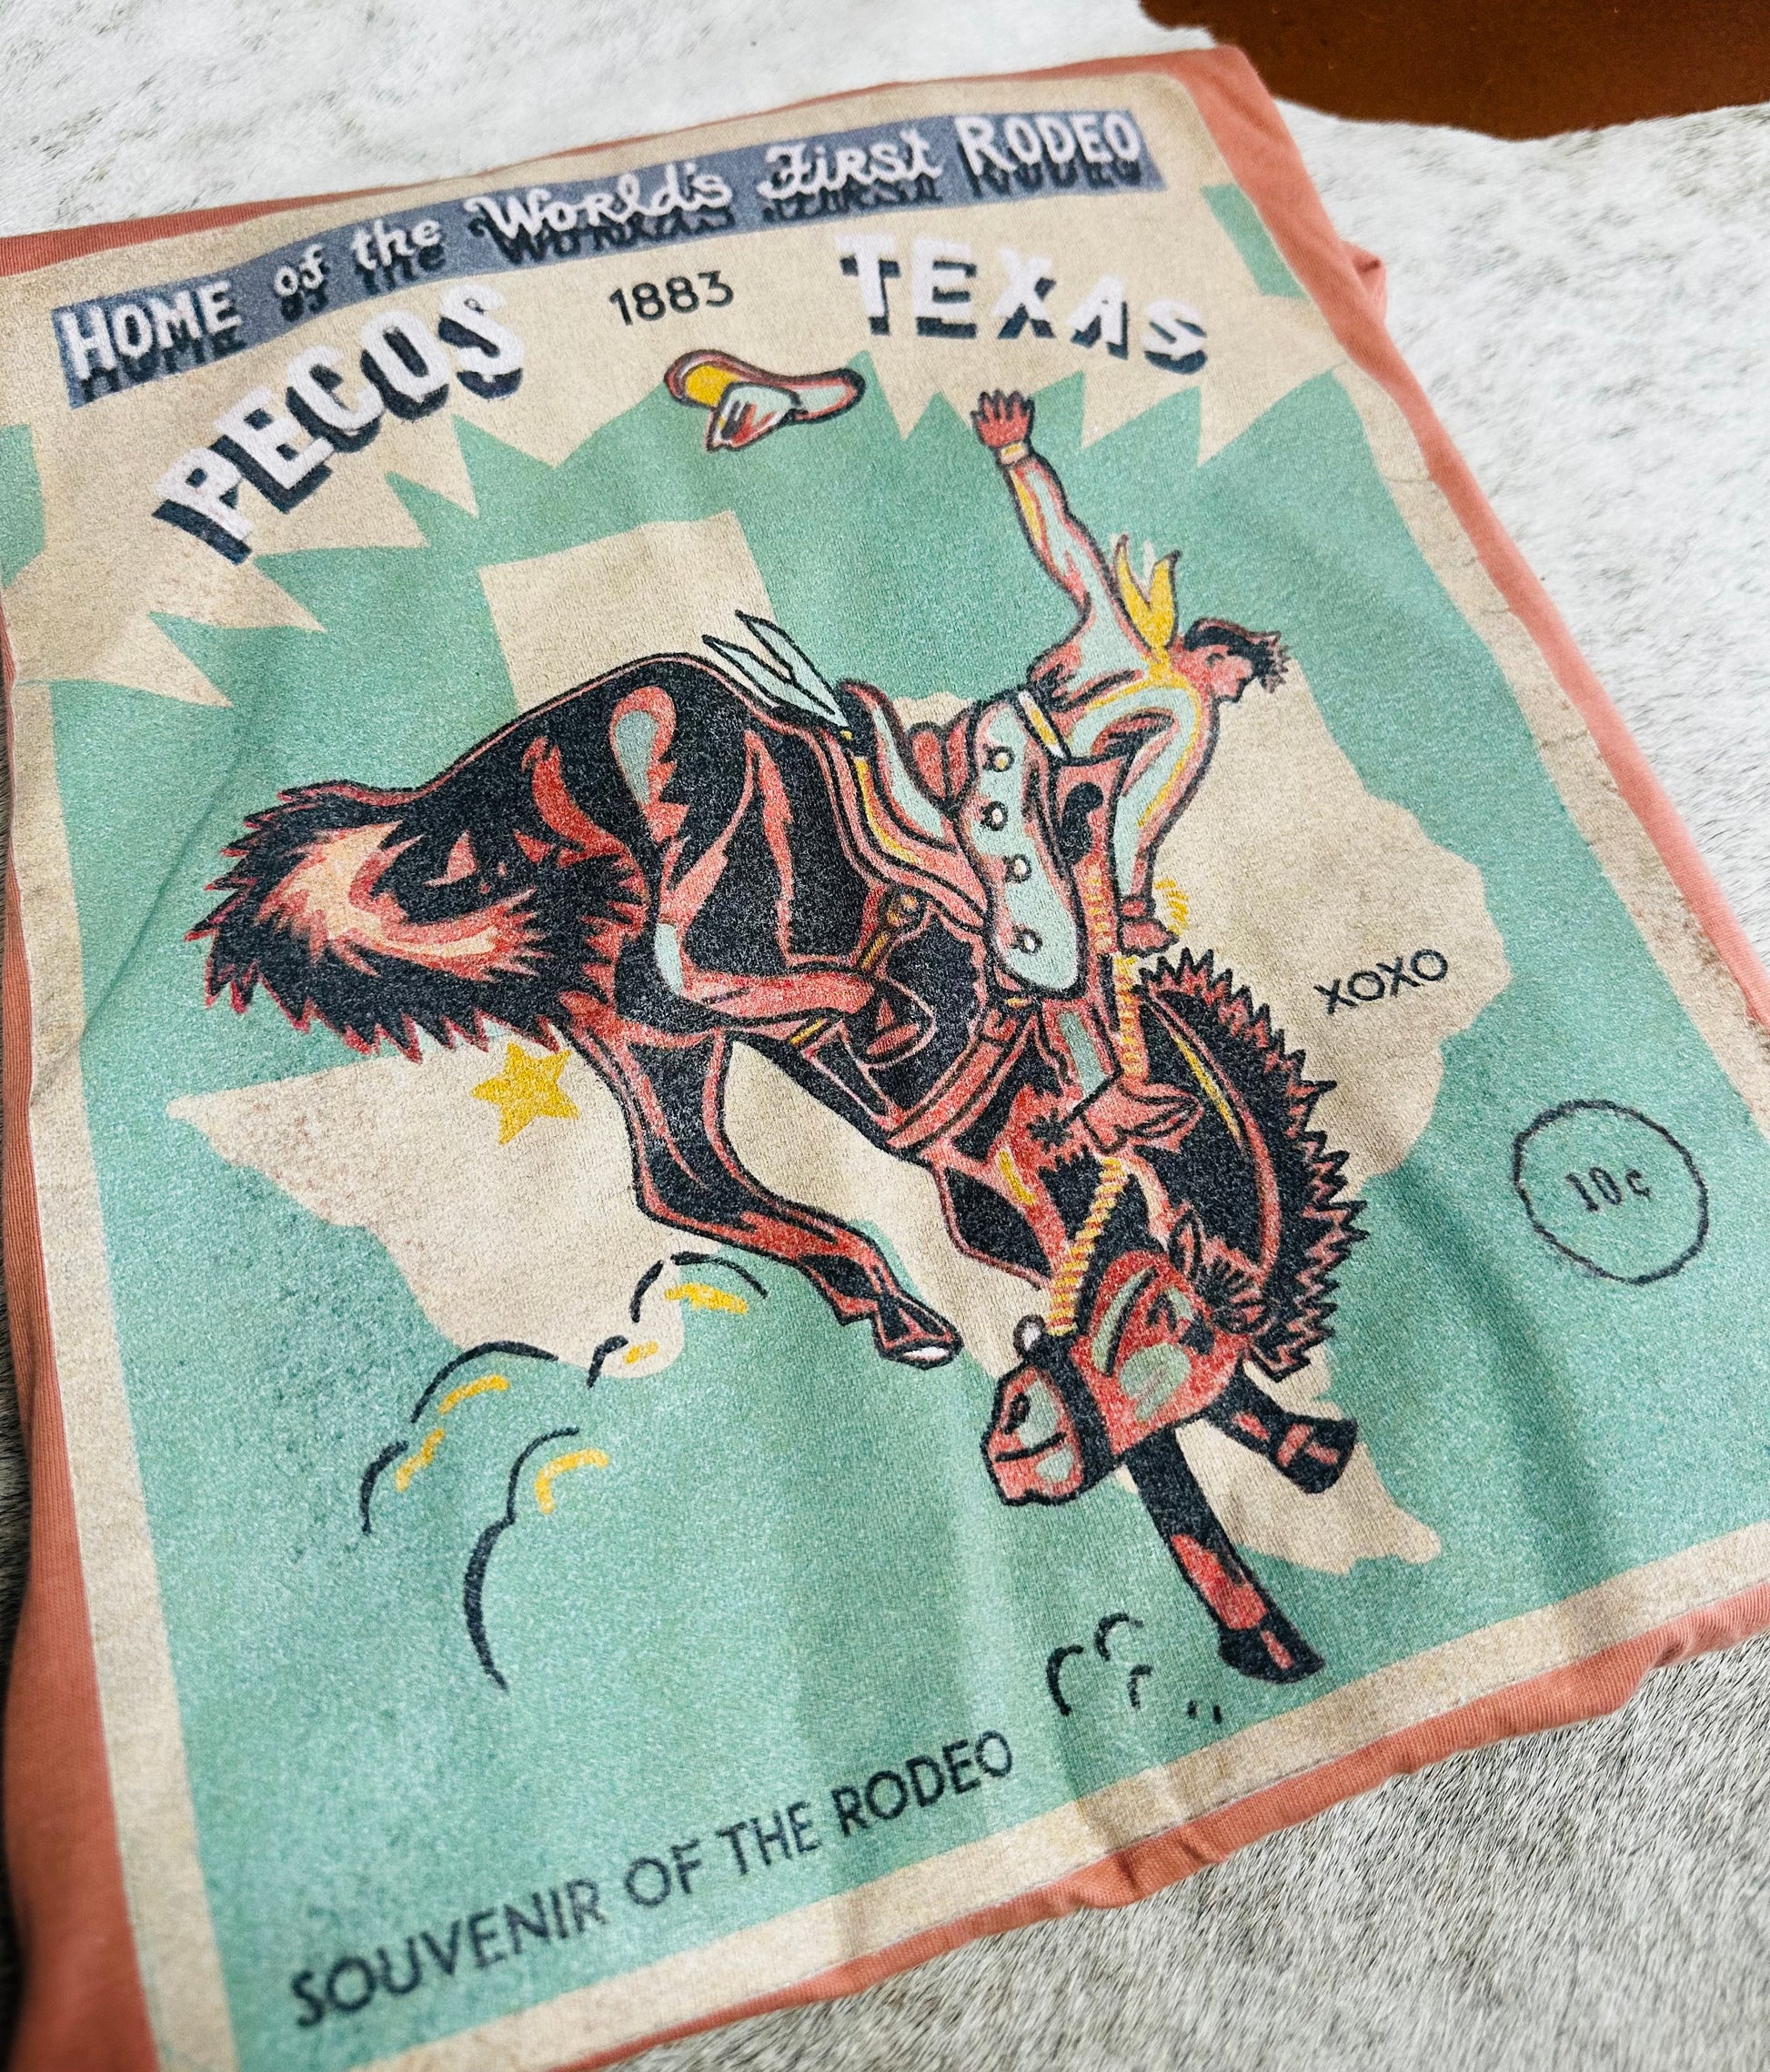 HOME of the World's First RODEO
PECOS 1883 TEXAS
XOXO
10¢
SOUVENIR OF THE RODEO